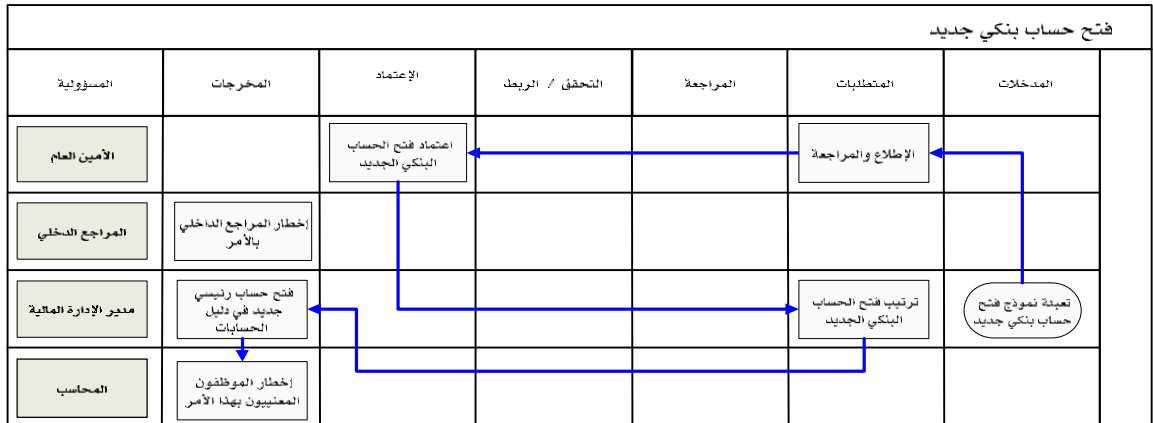 فتح حساب بنكي جديد
المدخلات
المتطلبات
المراجعة
التحقق / الربط
الإعتماد
المخرجات
المسؤولية
الإطلاع والمراجعة
اعتماد فتح الحساب
البنكي الجديد
الأمين العام
إخطار المراجع الداخلي
بالأمر
المراجع الدخلي
تعبئة نموذج فتح
حساب بنكي جديد
ترتيب فتح الحساب
البنكي الجديد
فتح حساب رئيسي
جديد في دليل
الحسابات
مدير الإدارة المالية
إخطار الموظفون
المعنييون بهذا الأمر
المحاسب